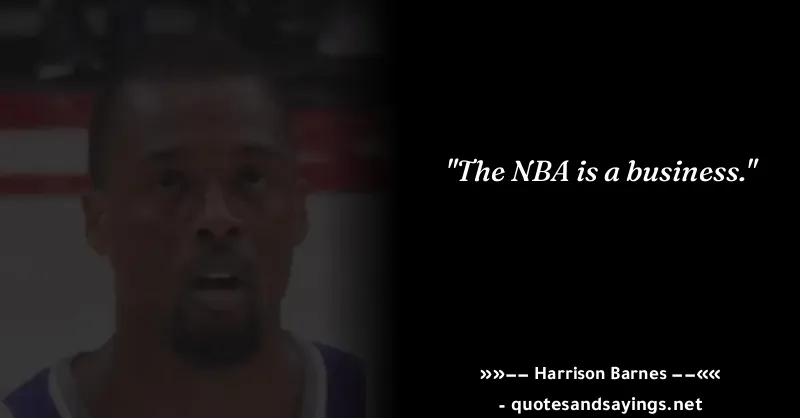 "The NBA is a business."
»»–– Harrison Barnes ––««
- quotesandsayings.net